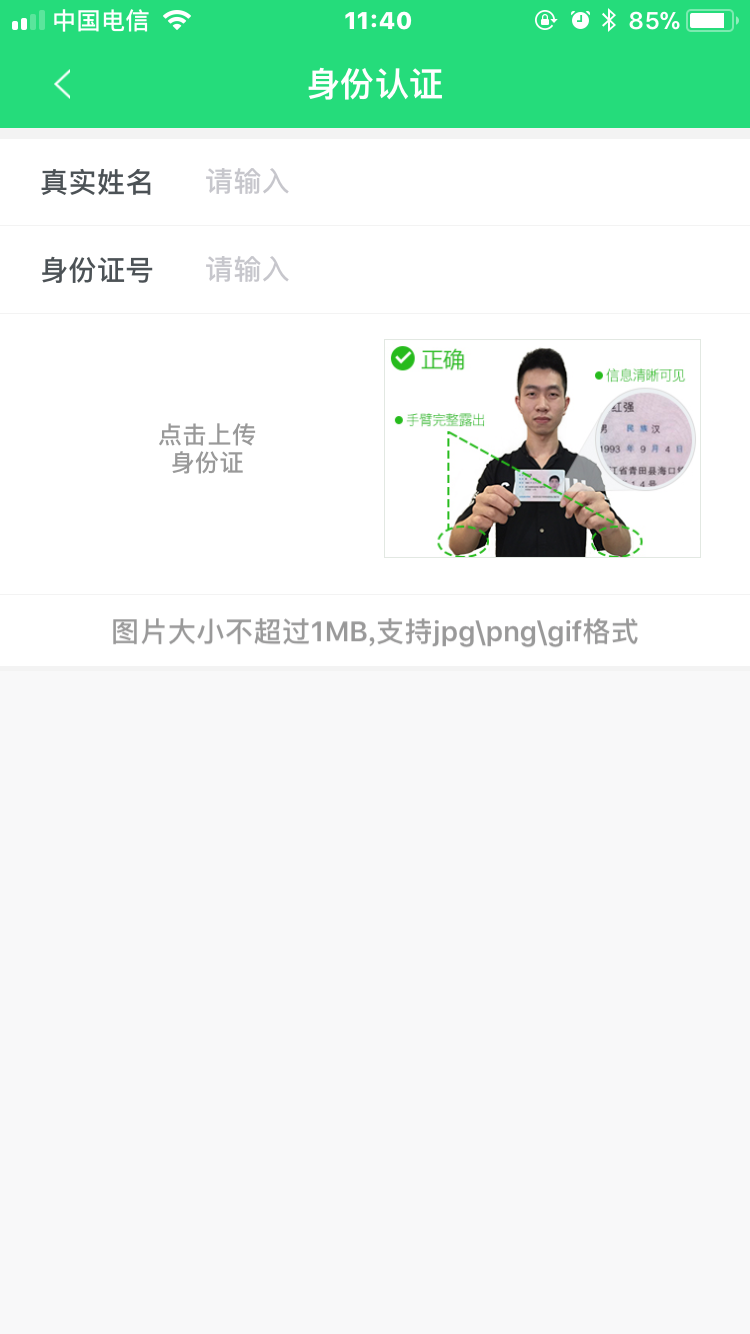 中国电信
11:40
85%
身份认证
真实姓名 请输入
身份证号 请输入
正确
信息清晰可见
手臂完整露出
红强
男 民族 汉
1993 年 9 月 4 日
江省青田县海口
点击上传
身份证
图片大小不超过1MB,支持jpg\png\gif格式